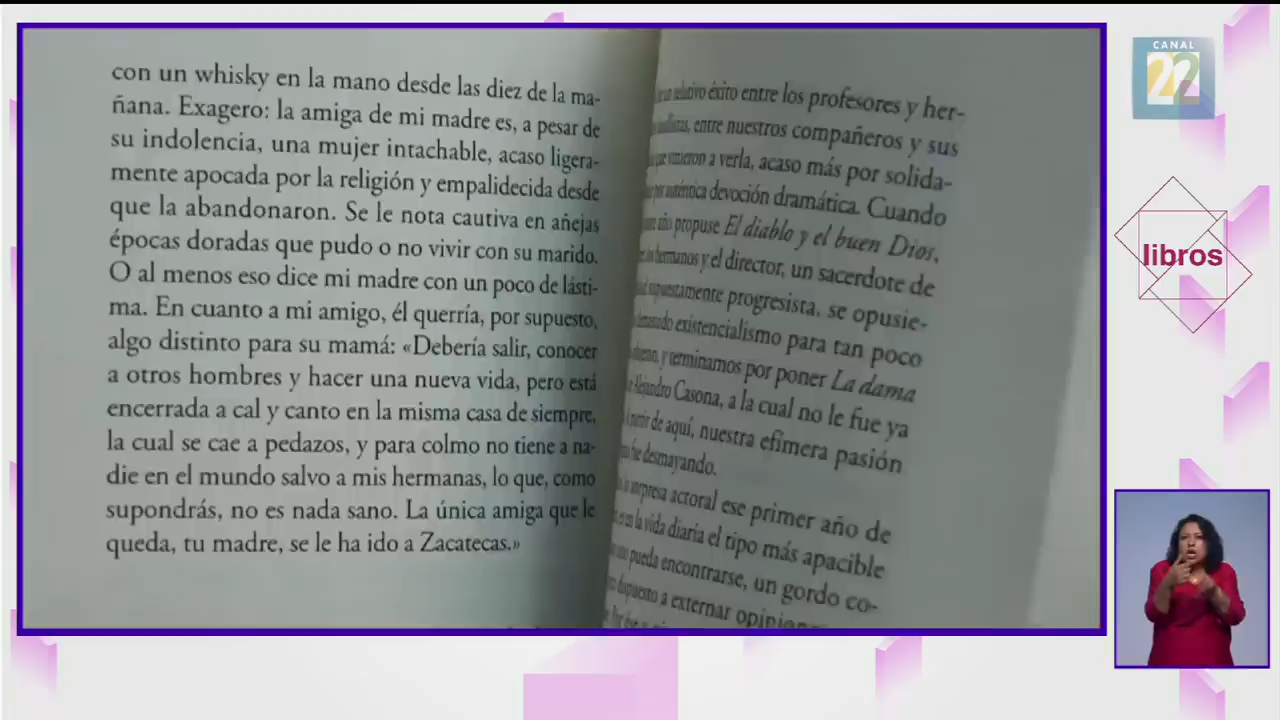 con un whisky en la mano desde las diez de la ma-
ñana. Exagero: la amiga de mi madre es, a pesar de
su indolencia, una mujer intachable, acaso ligera-
mente apocada por la religión y empalidecida desde
que la abandonaron. Se le nota cautiva en añejas
épocas doradas que pudo o no vivir con su marido.
O al menos eso dice mi madre con un poco de lásti-
ma. En cuanto a mi amigo, él querría, por supuesto,
algo distinto para su mamá: «Debería salir, conocer
a otros hombres y hacer una nueva vida, pero está
encerrada a cal y canto en la misma casa de siempre,
la cual se cae a pedazos, y para colmo no tiene a na-
die en el mundo salvo a mis hermanas, lo que, como
supondrás, no es nada sano. La única amiga que le
queda, tu madre, se le ha ido a Zacatecas.»
éxito entre los profesores y her-
entre nuestros compañeros y sus
que vinieron a verla, acaso más por solida-
por auténtica devoción dramática. Cuando
propuse El diablo y el buen Dios,
hermanos y el director, un sacerdote de
supuestamente progresista, se opusie-
existencialismo para tan poco
y terminamos por poner La dama
Alejandro Casona, a la cual no le fue ya
de aquí, nuestra efímera pasión
fue desmayando.
sorpresa actoral ese primer año de
en la vida diaria el tipo más apacible
pueda encontrarse, un gordo co-
dispuesto a externar
CANAL
22
libros